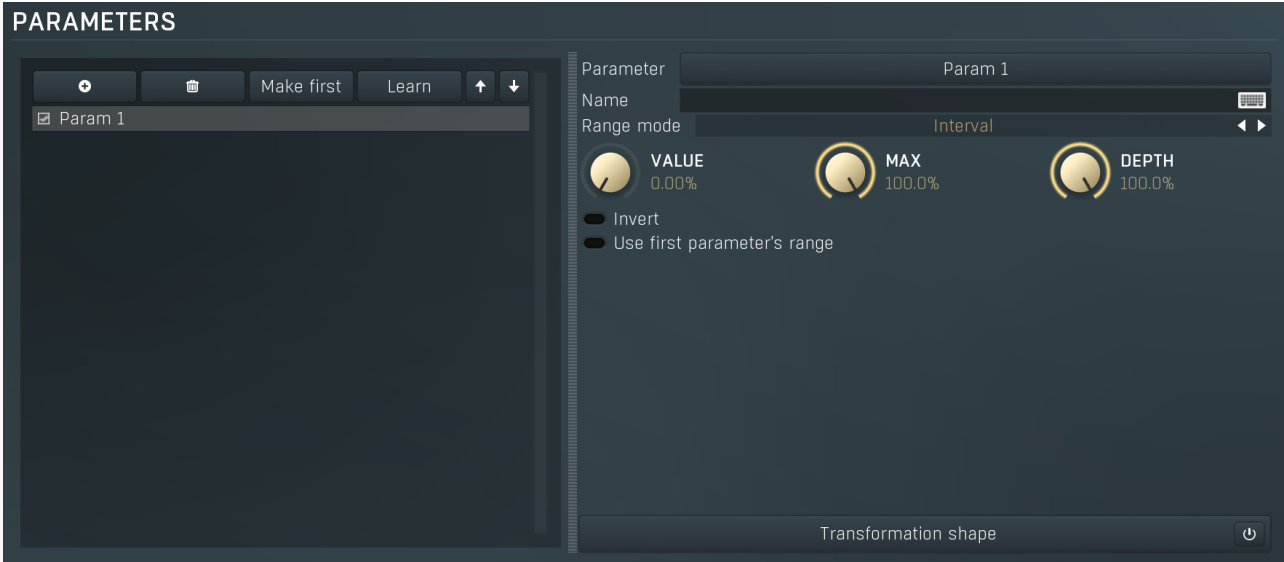 PARAMETERS
Make first
Learn
Param 1
Parameter
Param 1
Name
Range mode
Interval
VALUE
0.00%
MAX
100.0%
DEPTH
100.0%
Invert
Use first parameter's range
Transformation shape